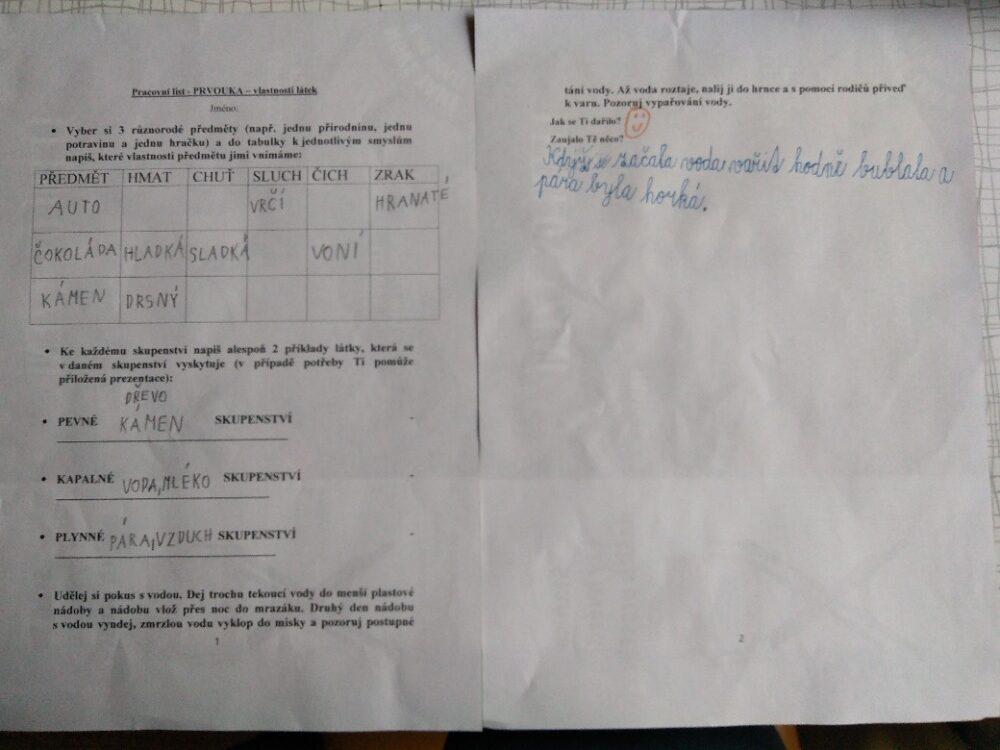 Pracovní list - PRVOUKA – vlastnosti látek
Jméno:
• Vyber si 3 různorodé předměty (např. jednu přírodninu, jednu
potravinu a jednu hračku) a do tabulky k jednotlivým smyslům
napiš, které vlastnosti předmětu jimi vnímáme:
PŘEDMĚT HMAT CHUŤ SLUCH ČICH ZRAK
AUTO VRČÍ HRANATÉ
ČOKOLÁDA HLADKÁ SLADKÁ VONÍ
KÁMEN DRSNÝ
• Ke každému skupenství napiš alespoň 2 příklady látky, která se
v daném skupenství vyskytuje (v případě potřeby Ti pomůže
přiložená prezentace):
DŘEVO
• PEVNÉ KÁMEN SKUPENSTVÍ -
• KAPALNÉ VODA, MLÉKO SKUPENSTVÍ -
• PLYNNÉ PÁRA, VZDUCH SKUPENSTVÍ -
• Udělej si pokus s vodou. Dej trochu tekoucí vody do menší plastové
nádoby a nádobu vlož přes noc do mrazáku. Druhý den nádobu
s vodou vyndej, zmrzlou vodu vyklop do misky a pozoruj postupné
1
tání vody. Až voda roztaje, nalij ji do hrnce a s pomocí rodičů přiveď
k varu. Pozoruj vypařování vody.
Jak se Ti dařilo?
Zaujalo Tě něco?
Když začala voda vařit hodně bublala a
pára byla horká.
2